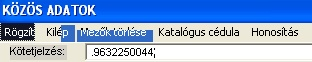 KÖZÖS ADATOK
Rögzít Kilép Mezők törlése Katalógus cédula Honosítás
Kötetjelzés: .9632250044;